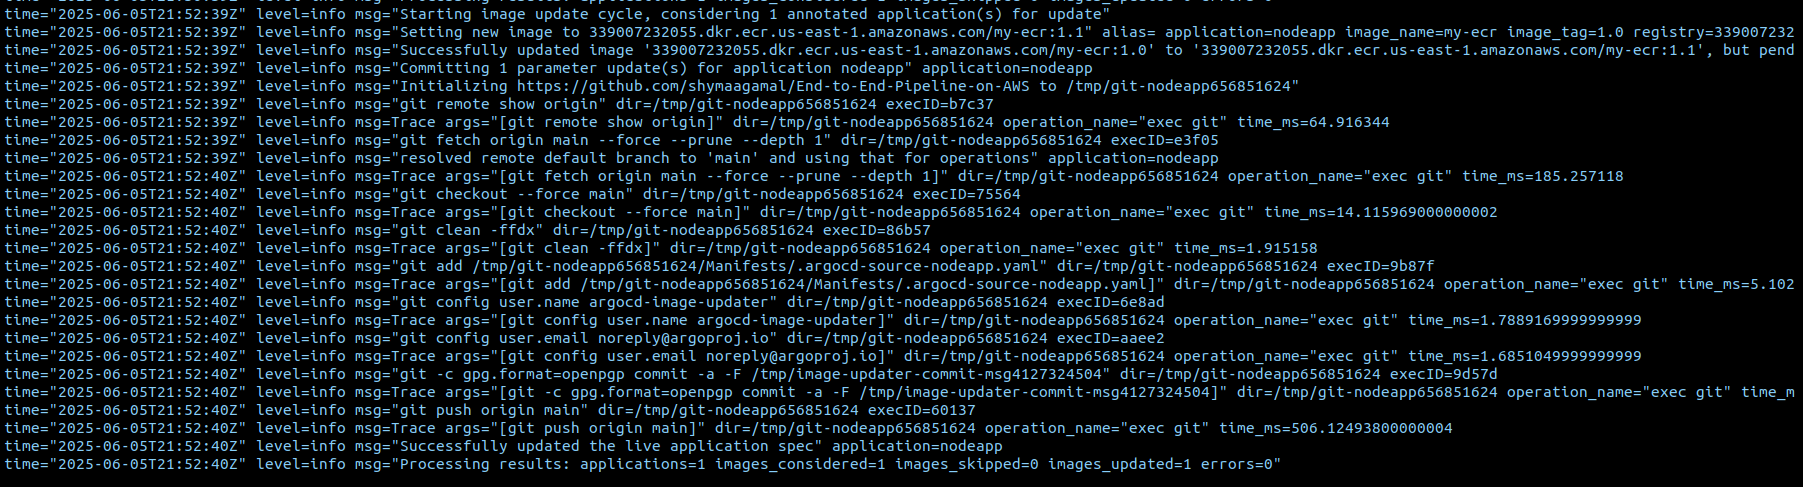 time="2025-06-05T21:52:39Z" level=info msg="Starting image update cycle, considering 1 annotated application(s) for update"
time="2025-06-05T21:52:39Z" level=info msg="Setting new image to 339007232055.dkr.ecr.us-east-1.amazonaws.com/my-ecr:1.1" alias= application=nodeapp image_name=my-ecr image_tag=1.0 registry=339007232
time="2025-06-05T21:52:39Z" level=info msg="Successfully updated image '339007232055.dkr.ecr.us-east-1.amazonaws.com/my-ecr:1.0' to '339007232055.dkr.ecr.us-east-1.amazonaws.com/my-ecr:1.1', but pend
time="2025-06-05T21:52:39Z" level=info msg="Committing 1 parameter update(s) for application nodeapp" application=nodeapp
time="2025-06-05T21:52:39Z" level=info msg="Initializing https://github.com/shymaagamal/End-to-End-Pipeline-on-AWS to /tmp/git-nodeapp656851624"
time="2025-06-05T21:52:39Z" level=info msg="git remote show origin" dir=/tmp/git-nodeapp656851624 execID=b7c37
time="2025-06-05T21:52:39Z" level=info msg=Trace args="[git remote show origin]" dir=/tmp/git-nodeapp656851624 operation_name="exec git" time_ms=64.916344
time="2025-06-05T21:52:39Z" level=info msg="git fetch origin main --force --prune --depth 1" dir=/tmp/git-nodeapp656851624 execID=e3f05
time="2025-06-05T21:52:39Z" level=info msg="resolved remote default branch to 'main' and using that for operations" application=nodeapp
time="2025-06-05T21:52:40Z" level=info msg=Trace args="[git fetch origin main --force --prune --depth 1]" dir=/tmp/git-nodeapp656851624 operation_name="exec git" time_ms=185.257118
time="2025-06-05T21:52:40Z" level=info msg="git checkout --force main" dir=/tmp/git-nodeapp656851624 execID=75564
time="2025-06-05T21:52:40Z" level=info msg=Trace args="[git checkout --force main]" dir=/tmp/git-nodeapp656851624 operation_name="exec git" time_ms=14.115969000000002
time="2025-06-05T21:52:40Z" level=info msg="git clean -ffdx" dir=/tmp/git-nodeapp656851624 execID=86b57
time="2025-06-05T21:52:40Z" level=info msg=Trace args="[git clean -ffdx]" dir=/tmp/git-nodeapp656851624 operation_name="exec git" time_ms=1.915158
time="2025-06-05T21:52:40Z" level=info msg="git add /tmp/git-nodeapp656851624/Manifests/.argocd-source-nodeapp.yaml" dir=/tmp/git-nodeapp656851624 execID=9b87f
time="2025-06-05T21:52:40Z" level=info msg=Trace args="[git add /tmp/git-nodeapp656851624/Manifests/.argocd-source-nodeapp.yaml]" dir=/tmp/git-nodeapp656851624 operation_name="exec git" time_ms=5.102
time="2025-06-05T21:52:40Z" level=info msg="git config user.name argocd-image-updater" dir=/tmp/git-nodeapp656851624 execID=6e8ad
time="2025-06-05T21:52:40Z" level=info msg=Trace args="[git config user.name argocd-image-updater]" dir=/tmp/git-nodeapp656851624 operation_name="exec git" time_ms=1.7889169999999999
time="2025-06-05T21:52:40Z" level=info msg="git config user.email noreply@argoproj.io" dir=/tmp/git-nodeapp656851624 execID=aaee2
time="2025-06-05T21:52:40Z" level=info msg=Trace args="[git config user.email noreply@argoproj.io]" dir=/tmp/git-nodeapp656851624 operation_name="exec git" time_ms=1.6851049999999999
time="2025-06-05T21:52:40Z" level=info msg="git -c gpg.format=openpgp commit -a -F /tmp/image-updater-commit-msg4127324504" dir=/tmp/git-nodeapp656851624 execID=9d57d
time="2025-06-05T21:52:40Z" level=info msg=Trace args="[git -c gpg.format=openpgp commit -a -F /tmp/image-updater-commit-msg4127324504]" dir=/tmp/git-nodeapp656851624 operation_name="exec git" time_m
time="2025-06-05T21:52:40Z" level=info msg="git push origin main" dir=/tmp/git-nodeapp656851624 execID=60137
time="2025-06-05T21:52:40Z" level=info msg=Trace args="[git push origin main]" dir=/tmp/git-nodeapp656851624 operation_name="exec git" time_ms=506.12493800000004
time="2025-06-05T21:52:40Z" level=info msg="Successfully updated the live application spec" application=nodeapp
time="2025-06-05T21:52:40Z" level=info msg="Processing results: applications=1 images_considered=1 images_skipped=0 images_updated=1 errors=0"